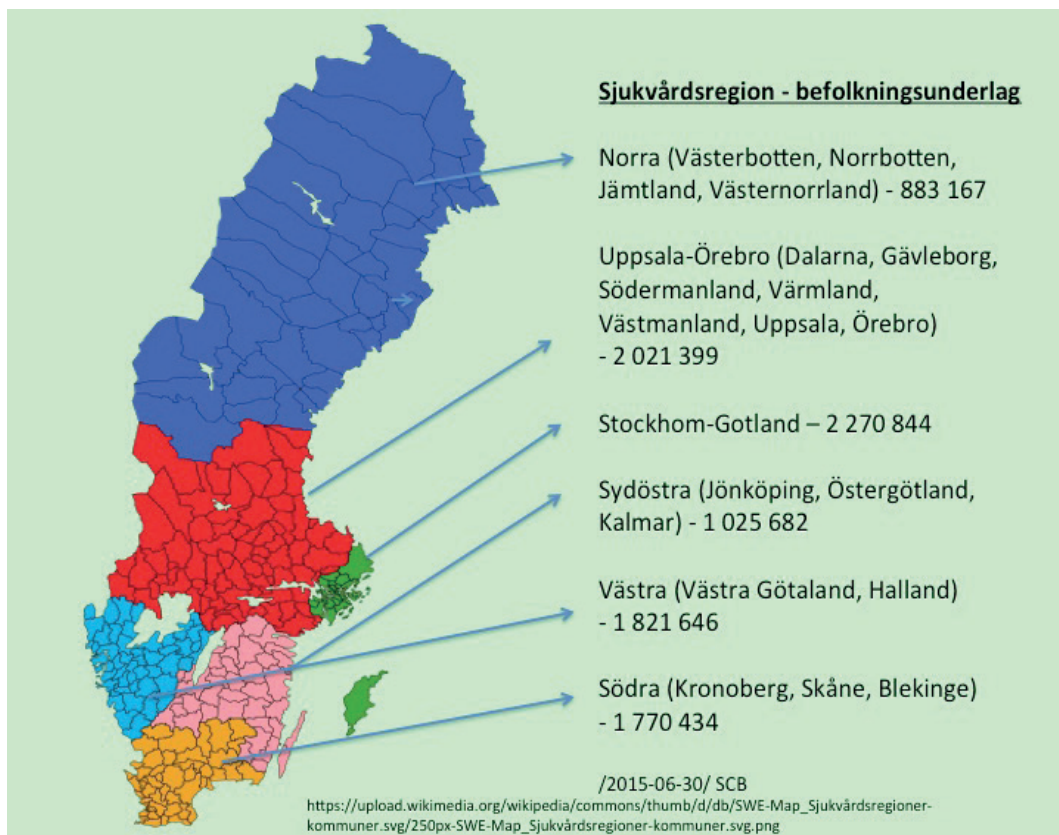 Sjukvårdsregion - befolkningsunderlag
Norra (Västerbotten, Norrbotten,
Jämtland, Västernorrland) - 883 167
Uppsala-Örebro (Dalarna, Gävleborg,
Södermanland, Värmland,
Västmanland, Uppsala, Örebro)
- 2 021 399
Stockhom-Gotland – 2 270 844
Sydöstra (Jönköping, Östergötland,
Kalmar) - 1 025 682
Västra (Västra Götaland, Halland)
- 1 821 646
Södra (Kronoberg, Skåne, Blekinge)
- 1 770 434
/2015-06-30/ SCB
https://upload.wikimedia.org/wikipedia/commons/thumb/d/db/SWE-Map_Sjukvårdsregioner-
kommuner.svg/250px-SWE-Map_Sjukvårdsregioner-kommuner.svg.png